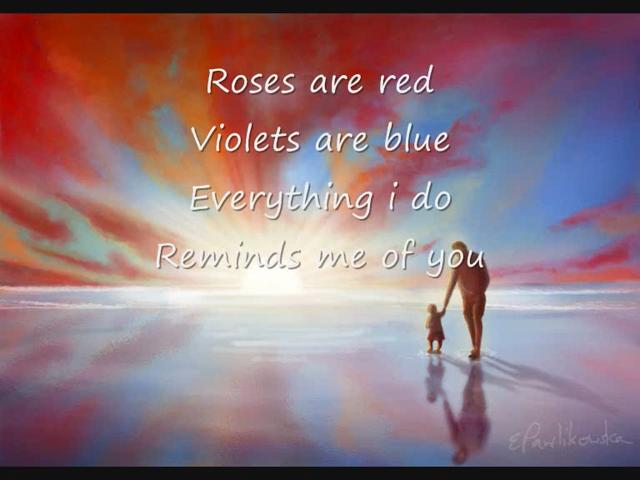 Roses are red
Violets are blue
Everything i do
Reminds me of you
EPawlikowska